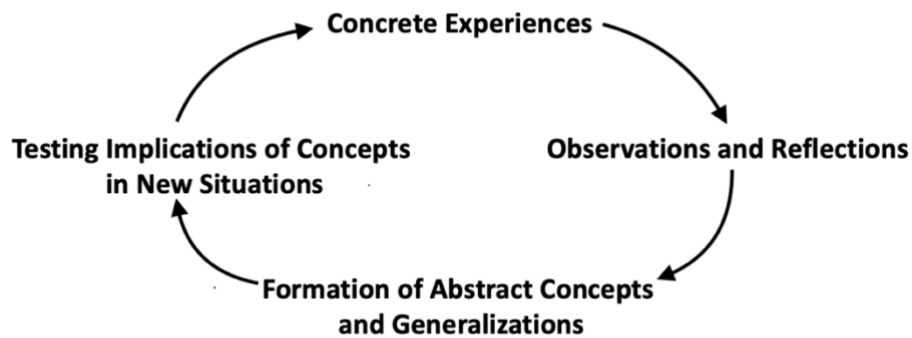 Concrete Experiences
Observations and Reflections
Formation of Abstract Concepts
and Generalizations
Testing Implications of Concepts
in New Situations